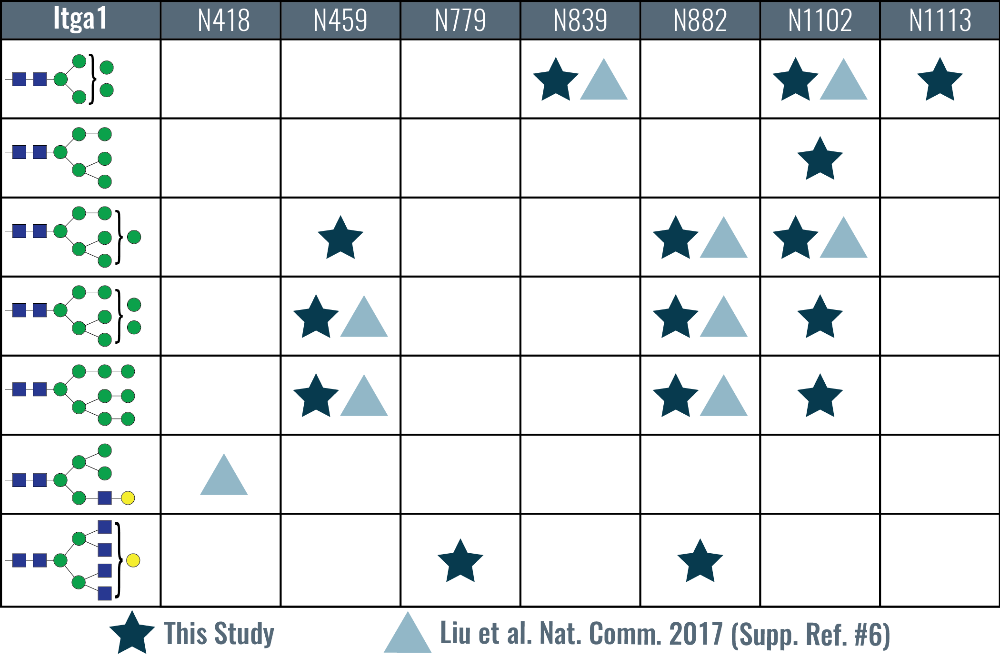 Itga1 N418 N459 N779 N839 N882 N1102 N1113
This Study Liu et al. Nat. Comm. 2017 (Supp. Ref. #6)